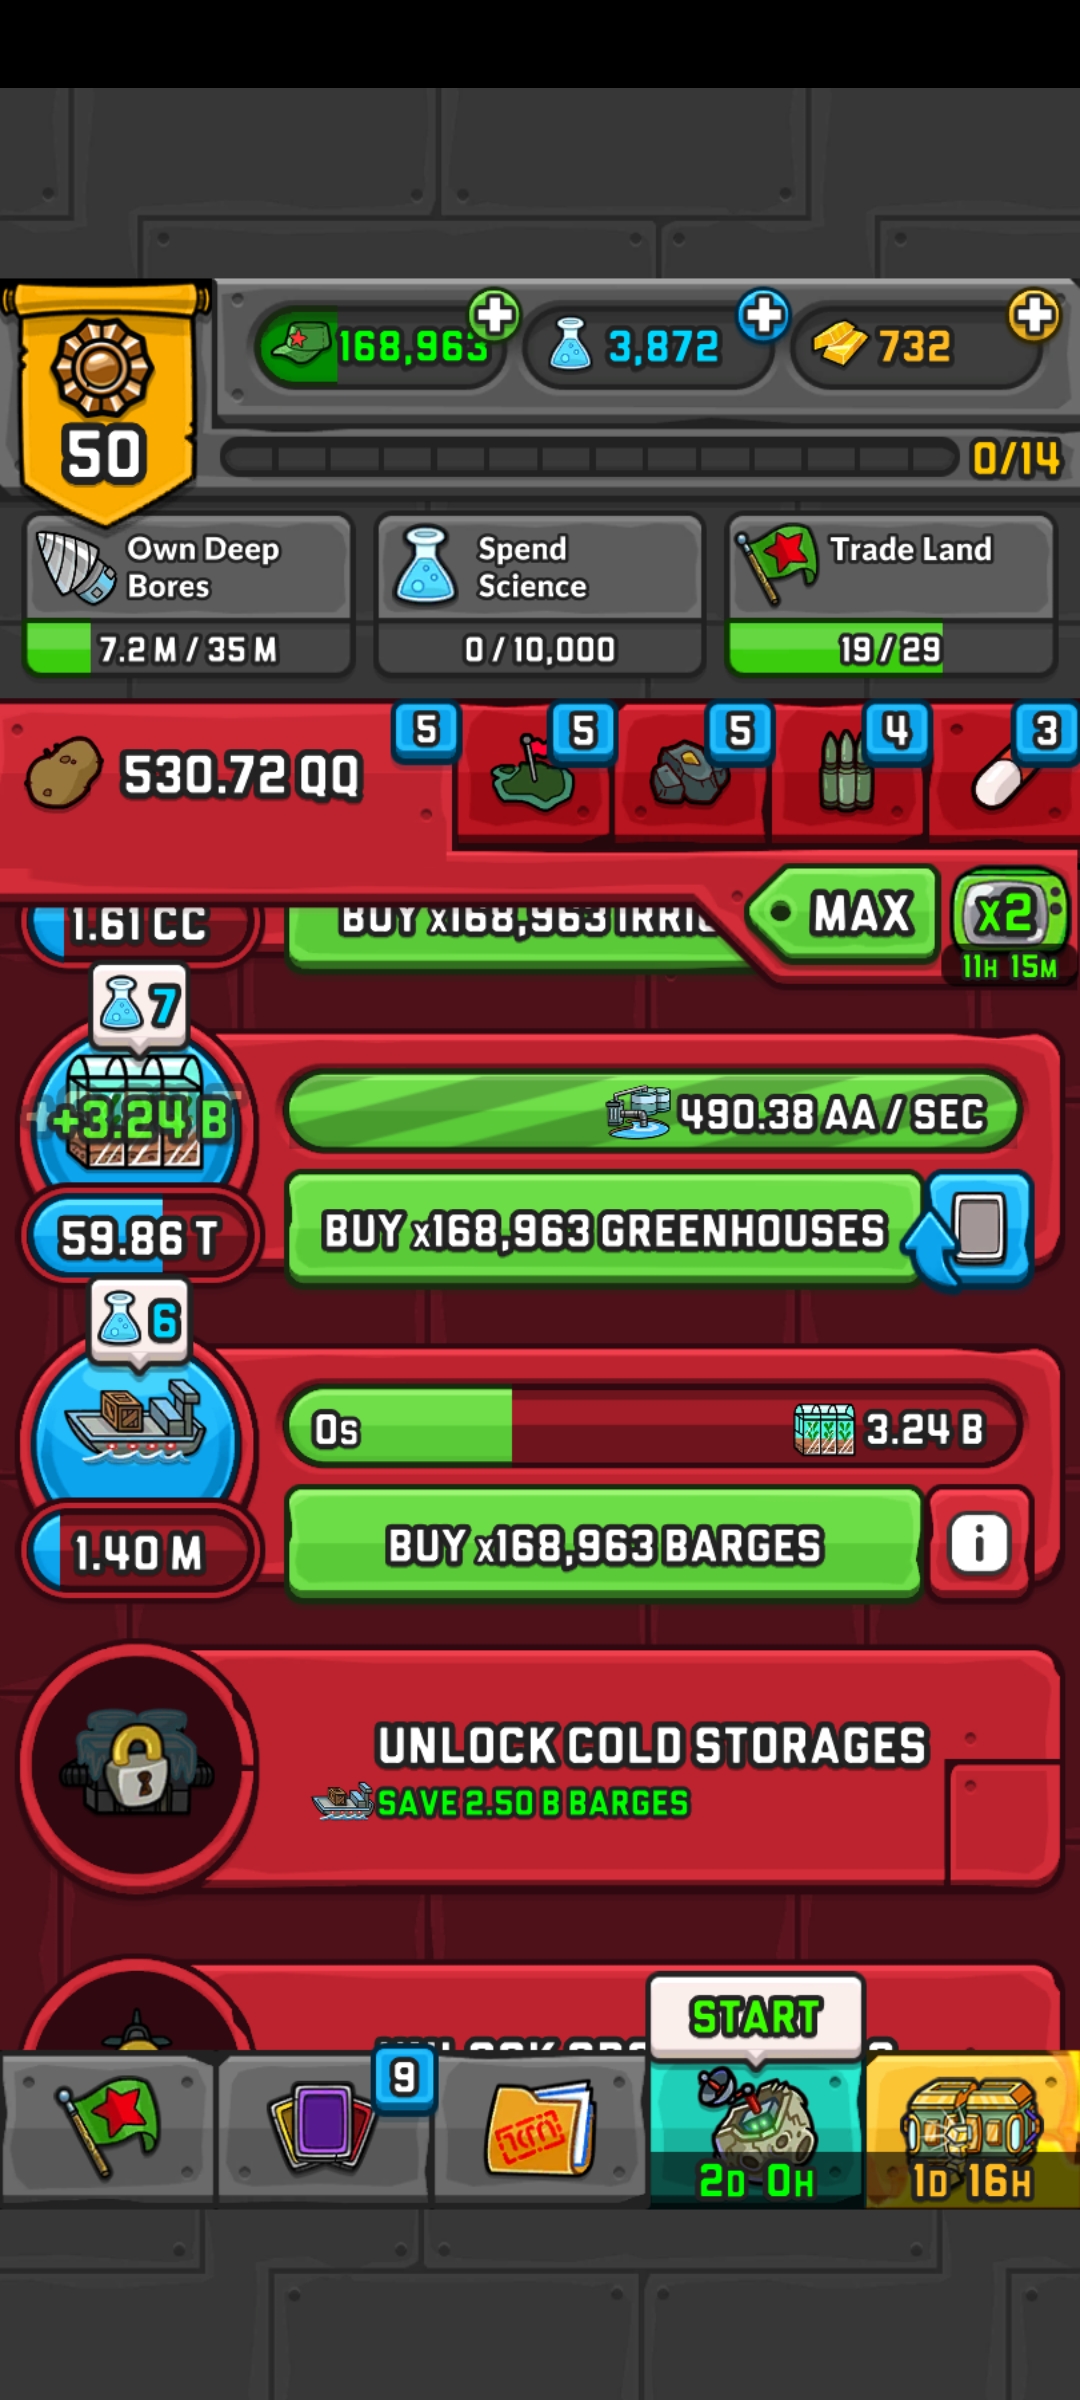 168,963
3,872
732
50
0/14
Own Deep
Bores
7.2 M / 35 M
Spend
Science
0 / 10,000
Trade Land
19 / 29
530.72 QQ
5
5
5
4
3
MAX
x2
11H 15M
1.61 CC
BUY x168,963
7
+3.24 B
490.38 AA / SEC
59.86 T
BUY x168,963 GREENHOUSES
6
0s
3.24 B
1.40 M
BUY x168,963 BARGES
i
UNLOCK COLD STORAGES
SAVE 2.50 B BARGES
START
9
2D 0H
1D 16H